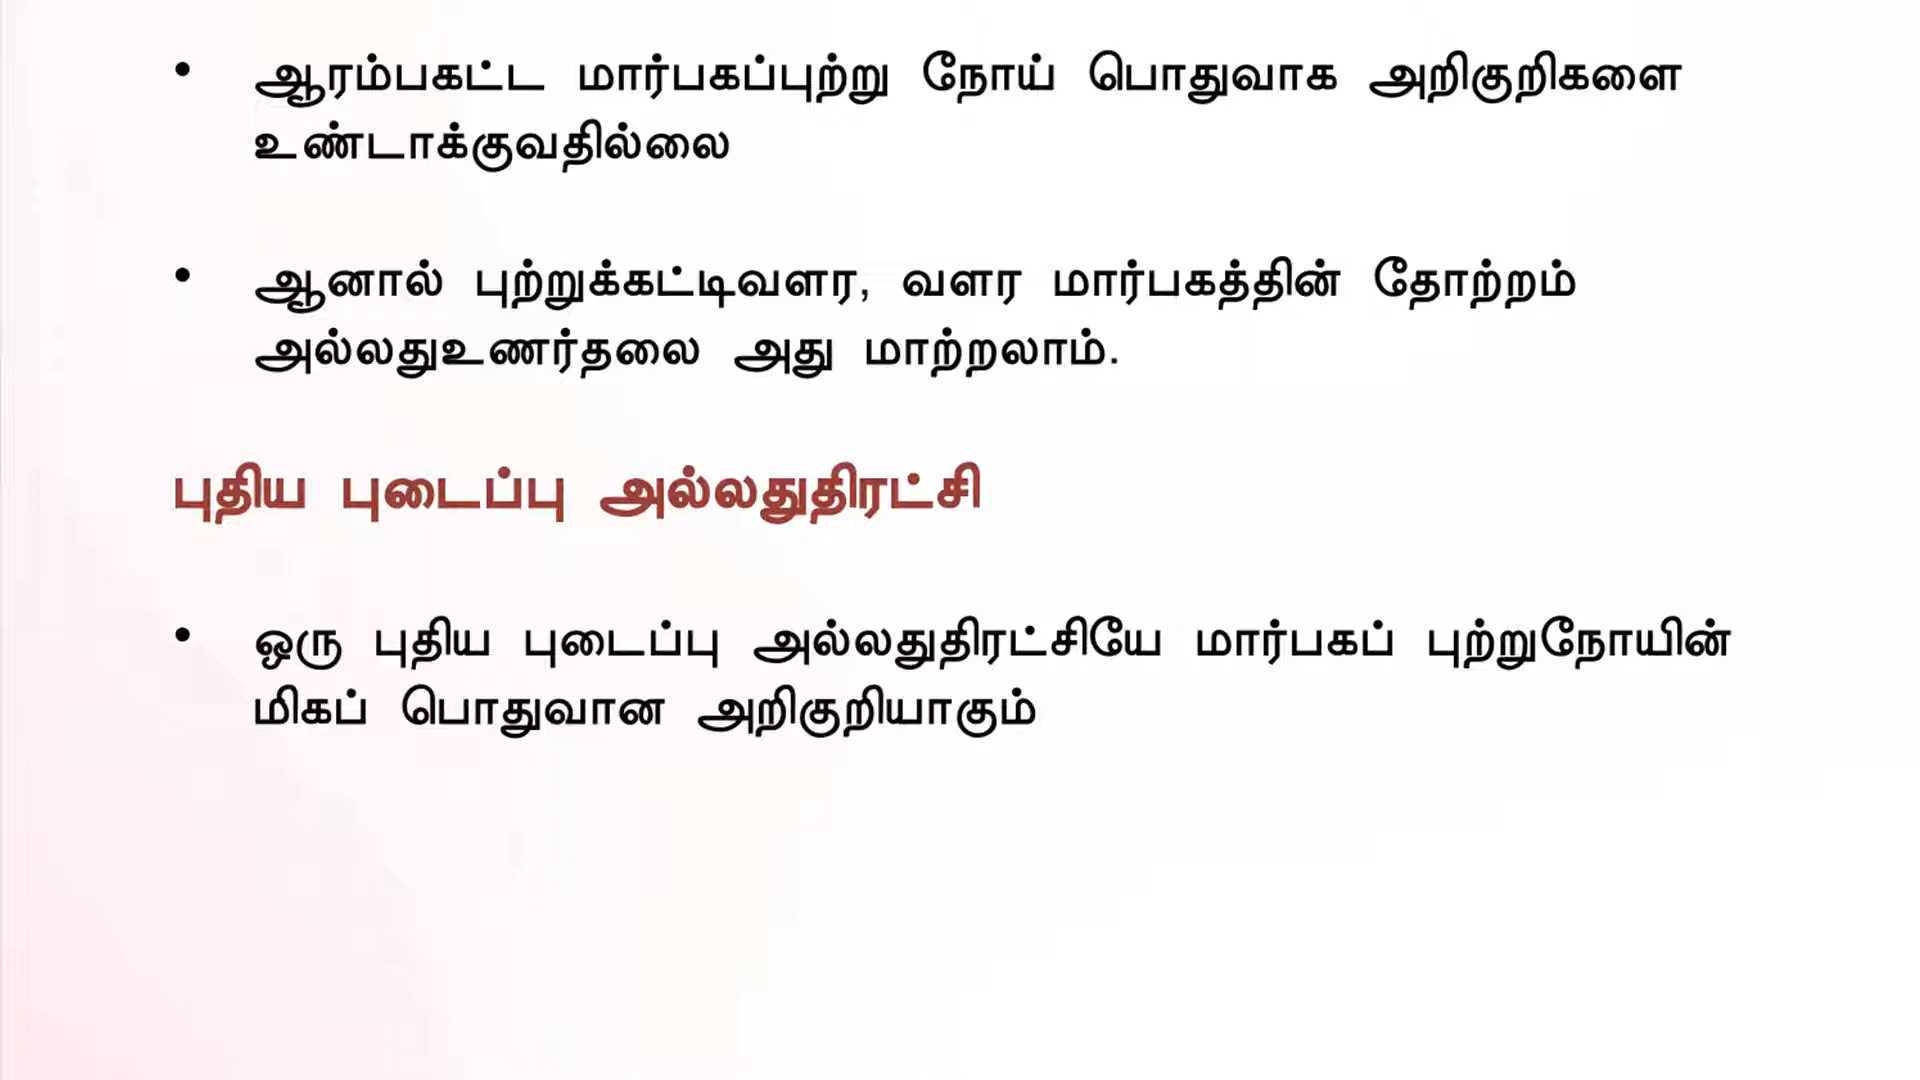 • ஆரம்பகட்ட மார்பகப்புற்று நோய் பொதுவாக அறிகுறிகளை
உண்டாக்குவதில்லை
• ஆனால் புற்றுக்கட்டிவளர, வளர மார்பகத்தின் தோற்றம்
அல்லதுஉணர்தலை அது மாற்றலாம்.
புதிய புடைப்பு அல்லதுதிரட்சி
• ஒரு புதிய புடைப்பு அல்லதுதிரட்சியே மார்பகப் புற்றுநோயின்
மிகப் பொதுவான அறிகுறியாகும்